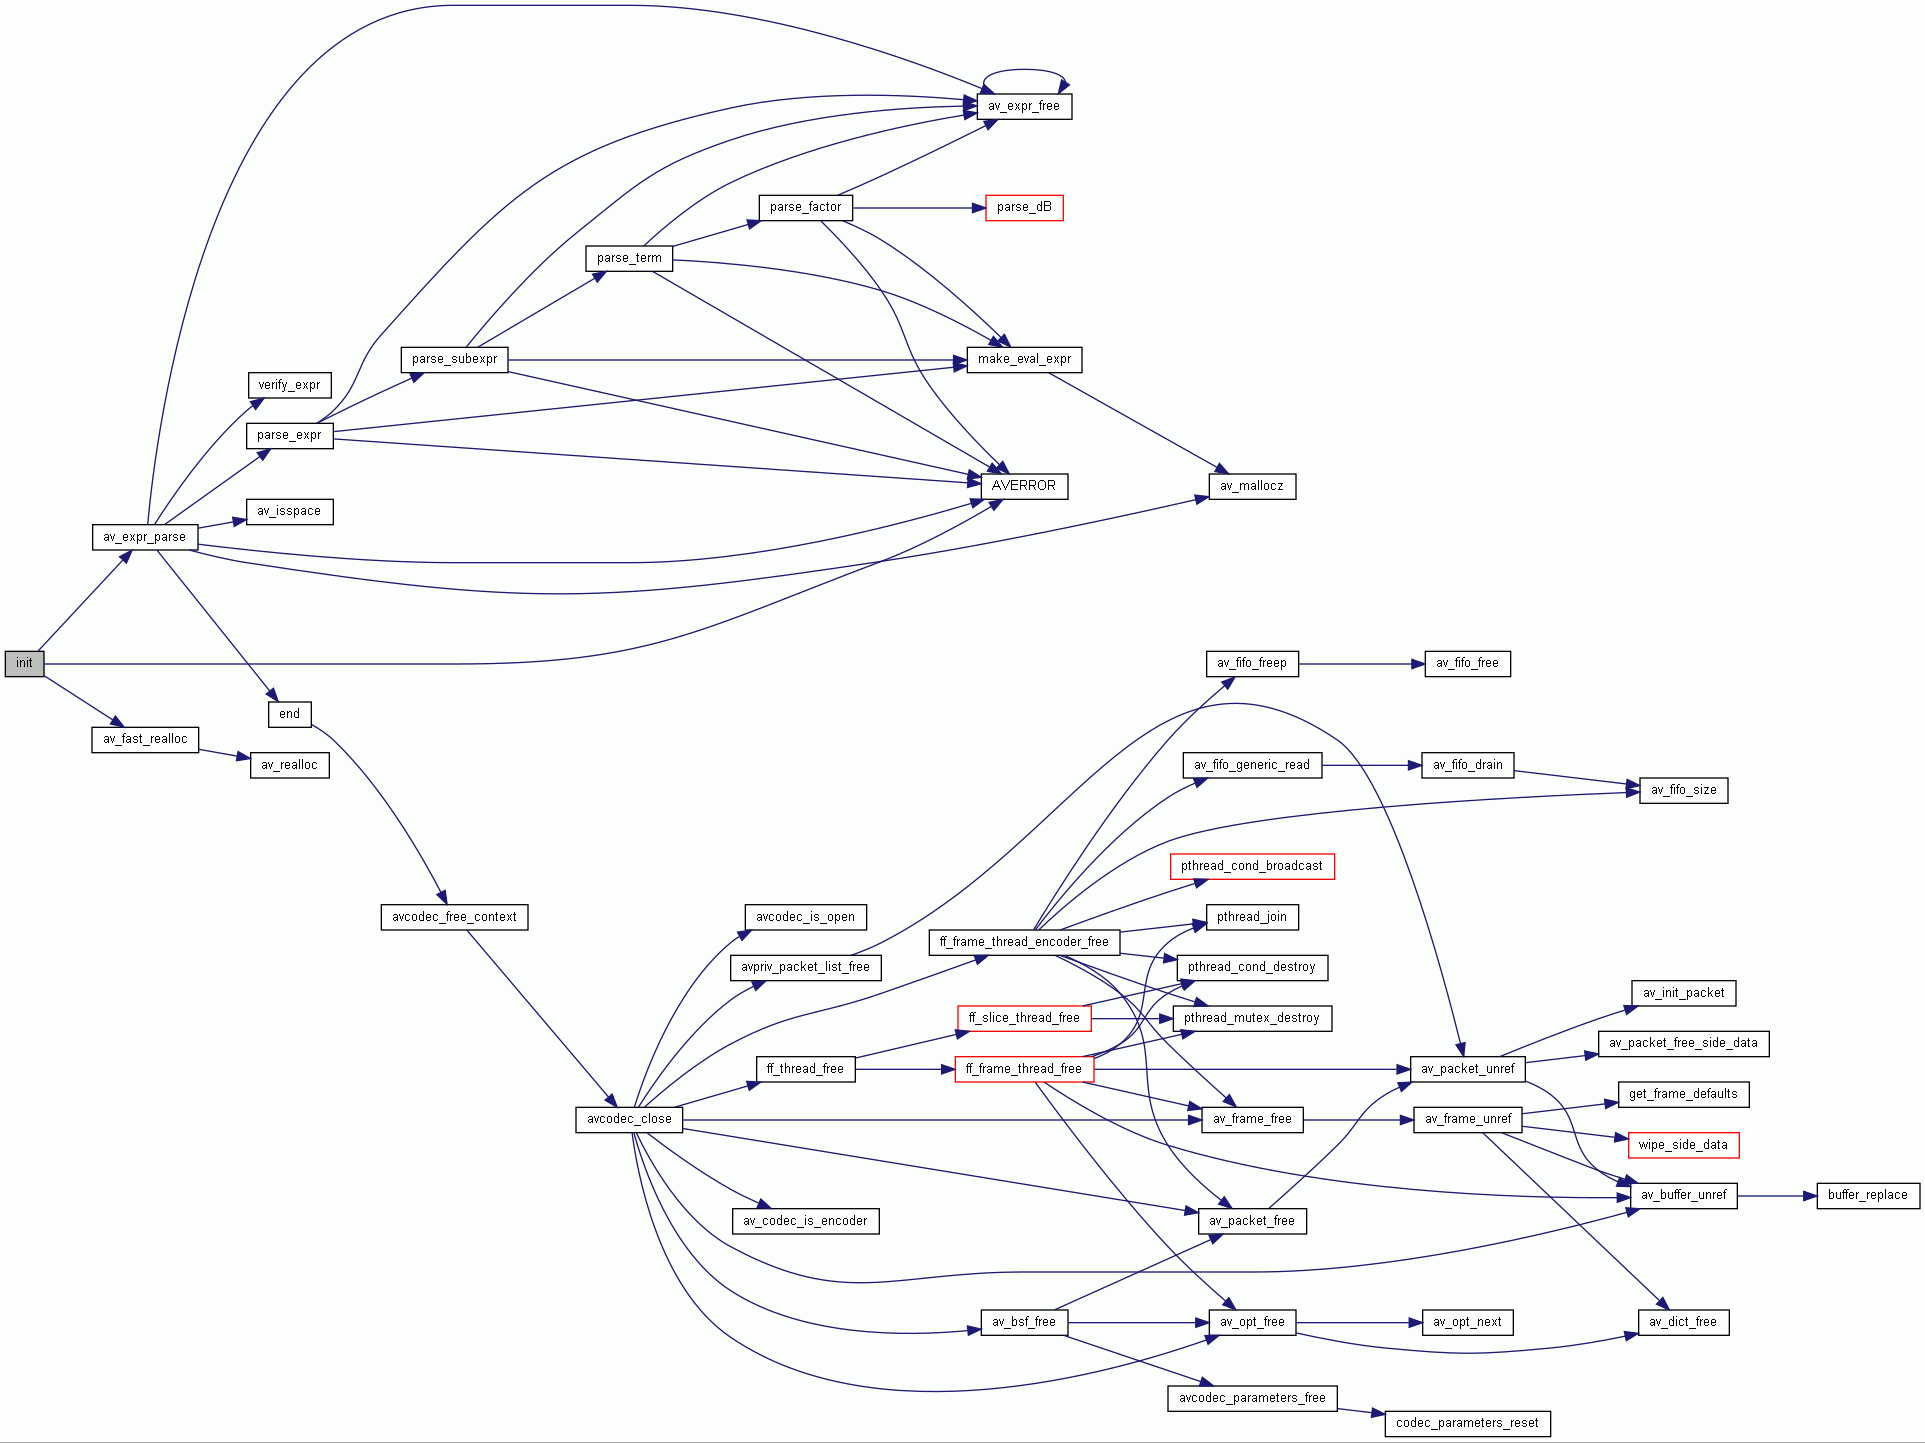 av_expr_free
parse_factor
parse_dB
parse_term
parse_subexpr
make_eval_expr
verify_expr
parse_expr
av_mallocz
AVERROR
av_isspace
av_expr_parse
init
av_fifo_freep
av_fifo_free
end
av_fast_realloc
av_realloc
av_fifo_generic_read
av_fifo_drain
av_fifo_size
pthread_cond_broadcast
avcodec_free_context
avcodec_is_open
pthread_join
ff_frame_thread_encoder_free
avpriv_packet_list_free
pthread_cond_destroy
av_init_packet
ff_slice_thread_free
pthread_mutex_destroy
av_packet_free_side_data
ff_thread_free
ff_frame_thread_free
av_packet_unref
get_frame_defaults
avcodec_close
av_frame_free
av_frame_unref
wipe_side_data
av_buffer_unref
buffer_replace
av_codec_is_encoder
av_packet_free
av_bsf_free
av_opt_free
av_opt_next
av_dict_free
avcodec_parameters_free
codec_parameters_reset